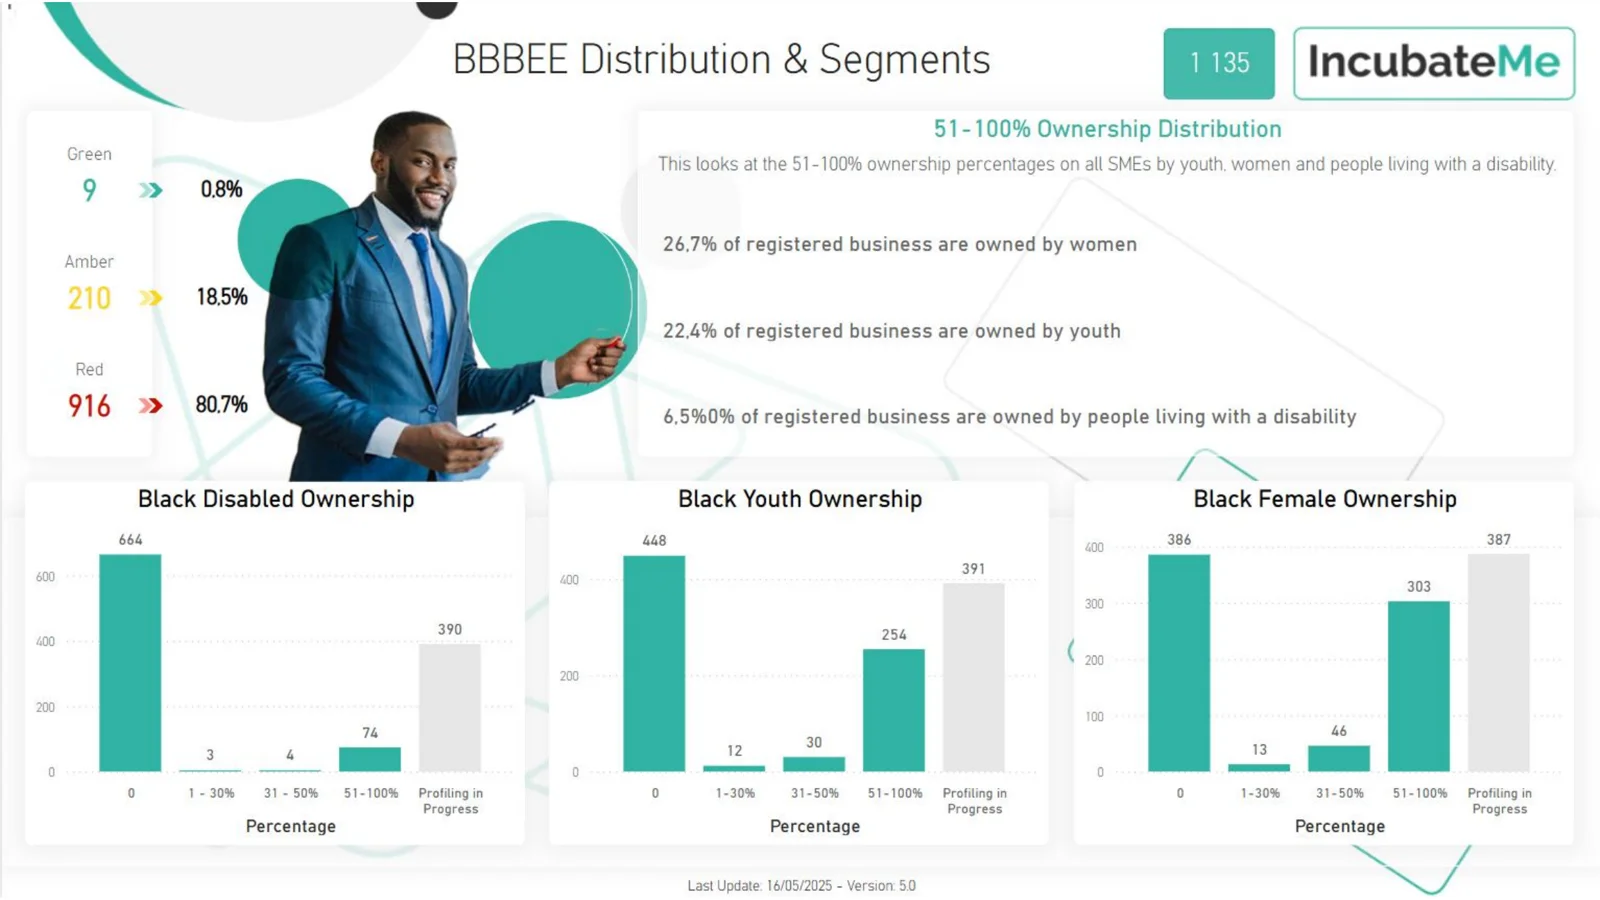 BBBEE Distribution & Segments
1 135
IncubateMe
Green
9
0,8%
Amber
210
18,5%
Red
916
80,7%
51-100% Ownership Distribution
This looks at the 51-100% ownership percentages on all SMEs by youth, women and people living with a disability.
26,7% of registered business are owned by women
22,4% of registered business are owned by youth
6,5%0% of registered business are owned by people living with a disability
Black Disabled Ownership
664
3
4
74
390
600
400
200
0
0
1 - 30%
31 - 50%
51-100%
Profiling in
Progress
Percentage
Black Youth Ownership
448
12
30
254
391
400
200
0
0
1-30%
31-50%
51-100%
Profiling in
Progress
Percentage
Black Female Ownership
386
13
46
303
387
400
300
200
100
0
0
1-30%
31-50%
51-100%
Profiling in
Progress
Percentage
Last Update: 16/05/2025 - Version: 5.0